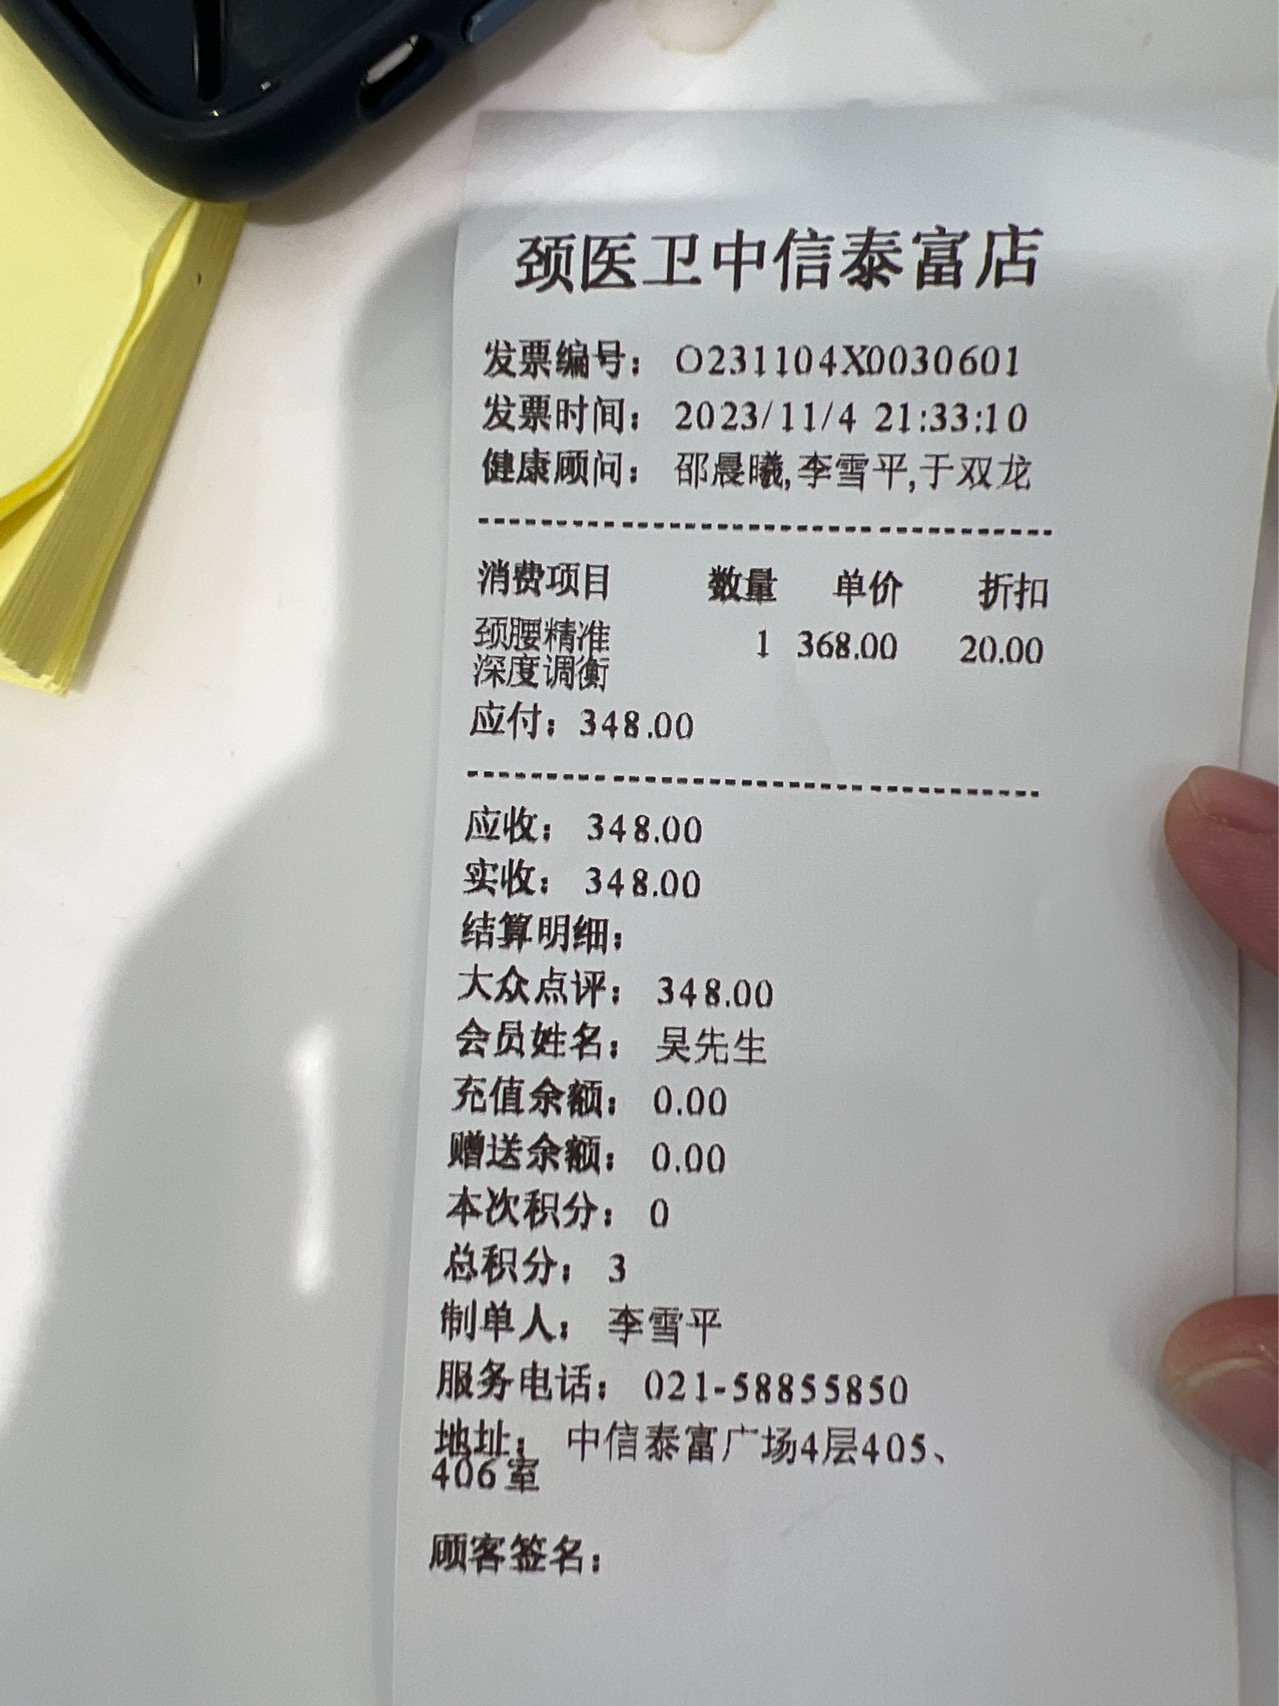 颈医卫中信泰富店
发票编号： O231104X0030601
发票时间： 2023/11/4 21:33:10
健康顾问： 邵晨曦,李雪平,于双龙
消费项目 数量 单价 折扣
颈腰精准 1 368.00 20.00
深度调衡
应付：348.00
应收： 348.00
实收： 348.00
结算明细：
大众点评： 348.00
会员姓名： 吴先生
充值余额： 0.00
赠送余额： 0.00
本次积分： 0
总积分： 3
制单人： 李雪平
服务电话： 021-58855850
地址： 中信泰富广场4层405、
406室
顾客签名：